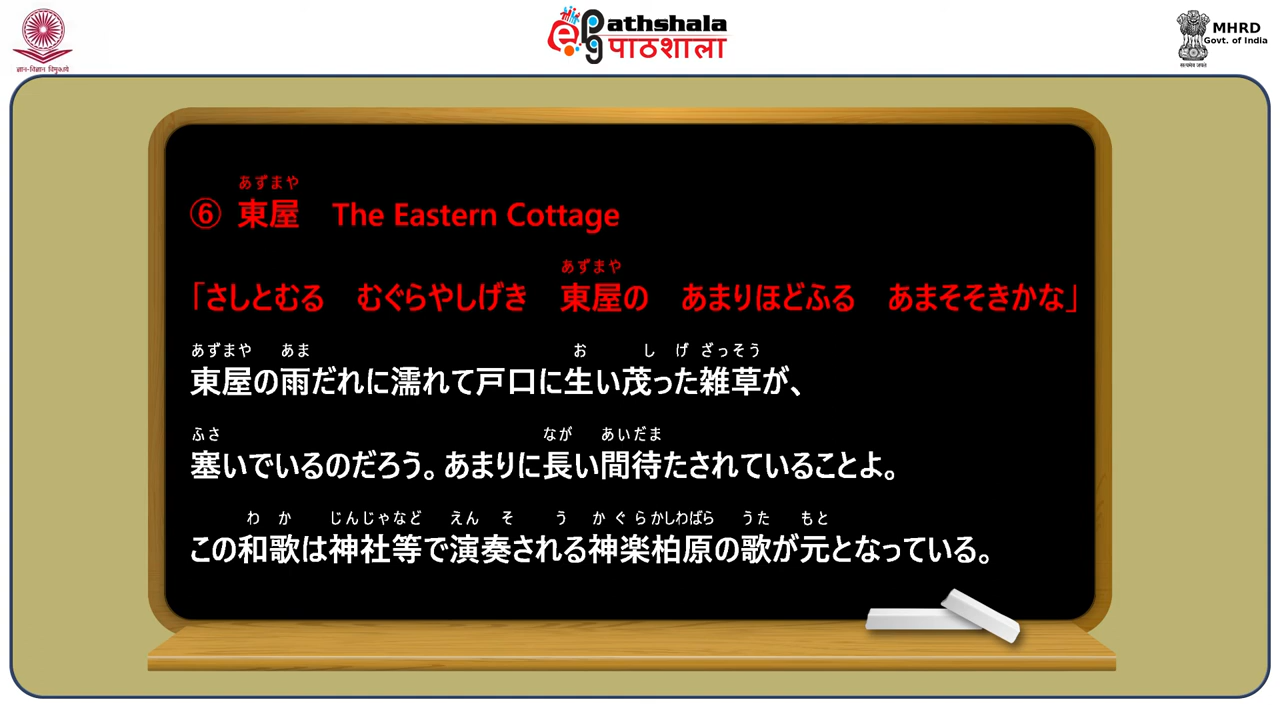 ePathshala
पाठशाला
MHRD
Govt. of India
ज्ञान-विज्ञान विमुक्तये
सत्यमेव जयते
あずまや
⑥ 東屋 The Eastern Cottage
あずまや
「さしとむる むぐらやしげき 東屋の あまりほどふる あまそそきかな」
あずまや あま お し げ ざっそう
東屋の雨だれに濡れて戸口に生い茂った雑草が、
ふさ なが あいだま
塞いでいるのだろう。あまりに長い間待たされていることよ。
わ か じんじゃなど えん そ う か ぐ ら かしわばら うた もと
この和歌は神社等で演奏される神楽柏原の歌が元となっている。